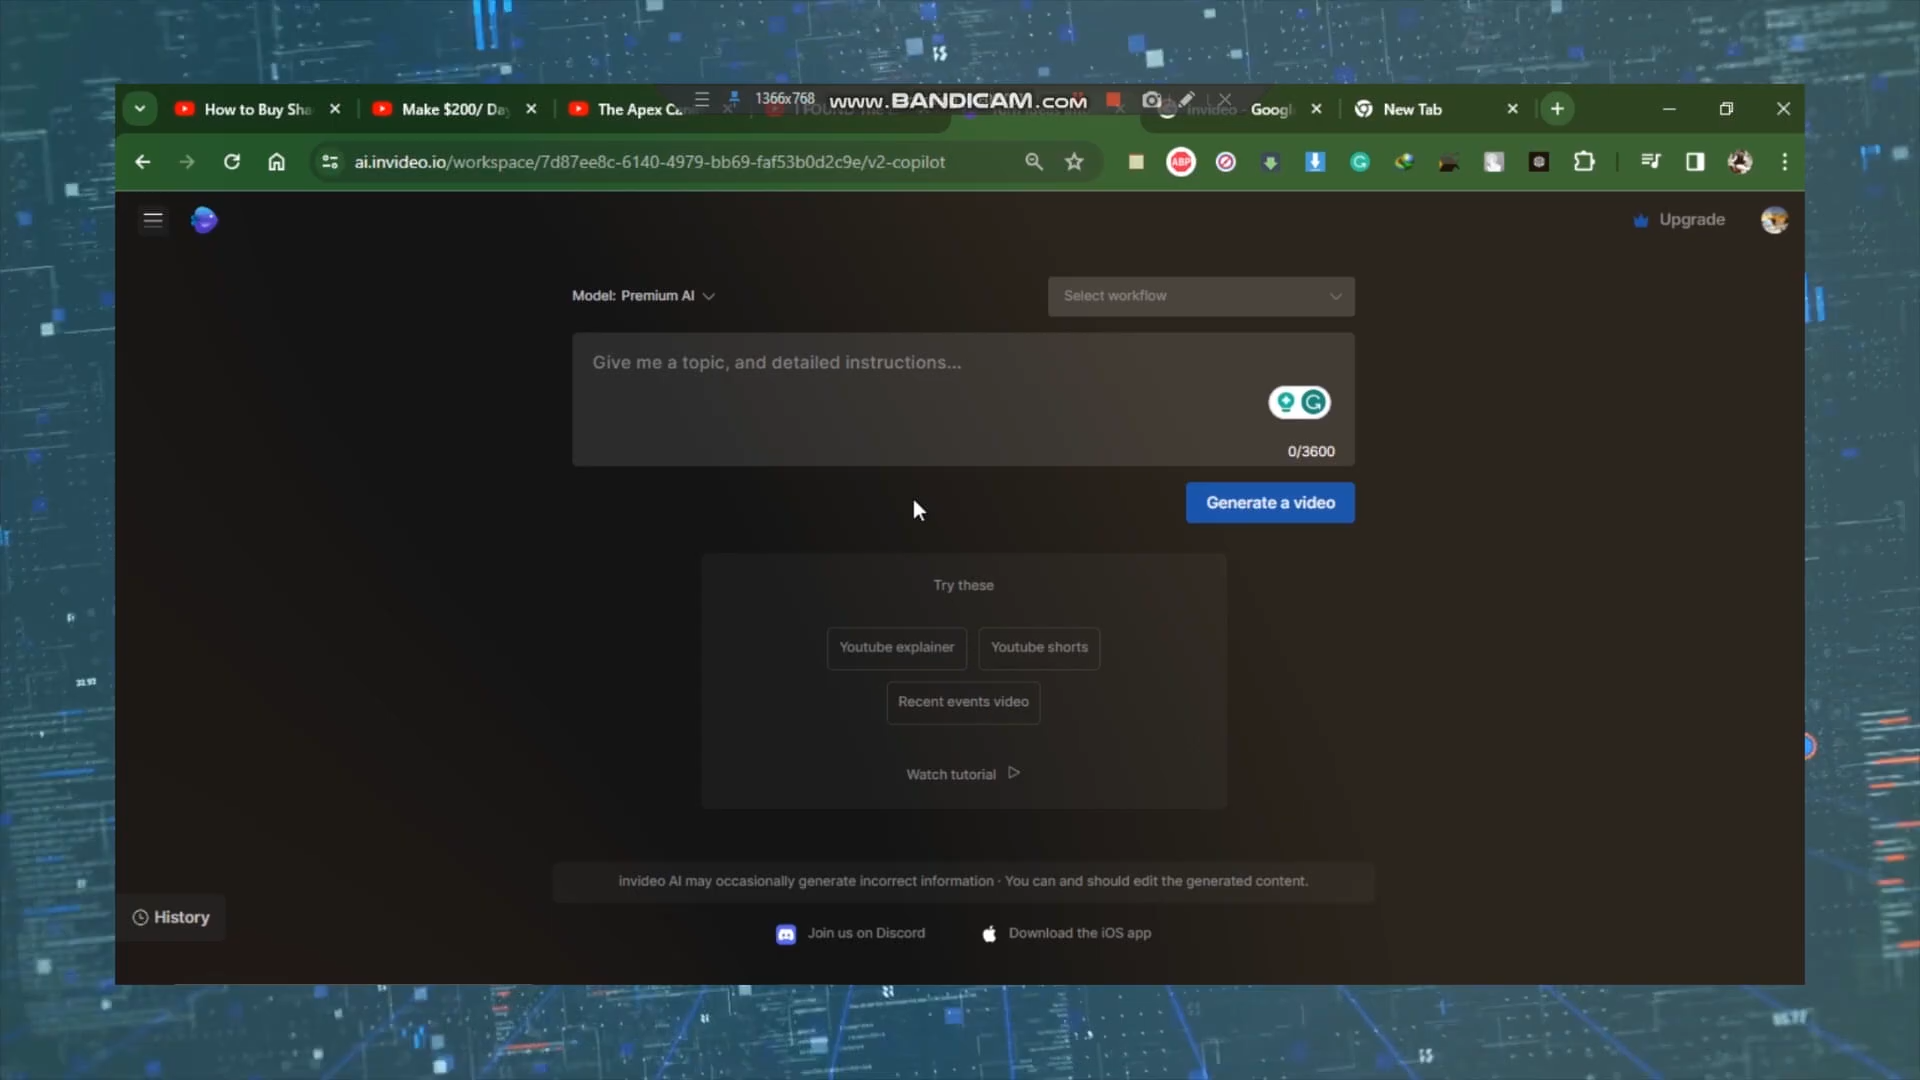 How to Buy Sha
Make $200/ Da
The Apex Co
1366x768
www.BANDICAM.com
invideo - Googl
New Tab
ai.invideo.io/workspace/7d87ee8c-6140-4979-bb69-faf53b0d2c9e/v2-copilot
ABP
Upgrade
Model: Premium AI
Select workflow
Give me a topic, and detailed instructions...
0/3600
Generate a video
Try these
Youtube explainer
Youtube shorts
Recent events video
Watch tutorial
invideo AI may occasionally generate incorrect information · You can and should edit the generated content.
History
Join us on Discord
Download the iOS app